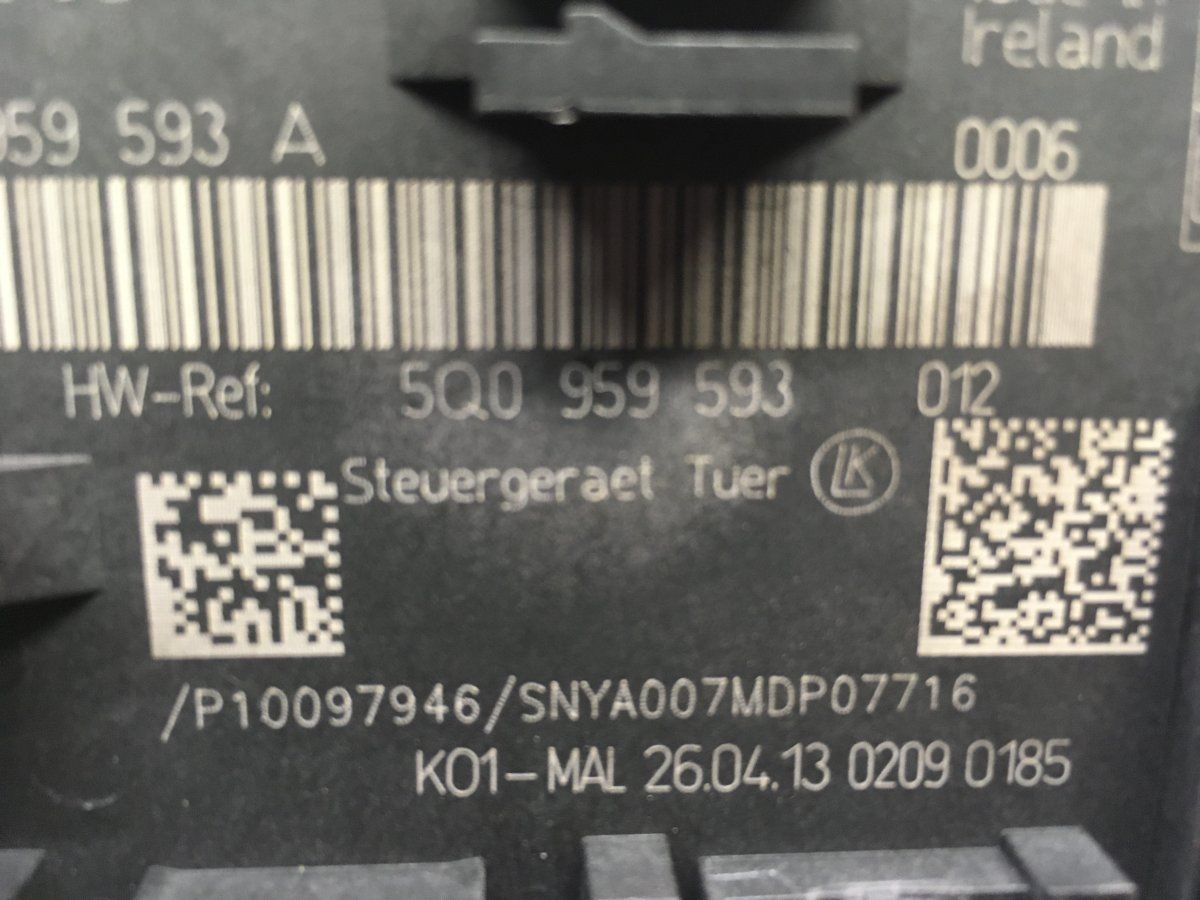 Ireland
959 593 A 0006
HW-Ref: 5Q0 959 593 012
Steuergeraet Tuer LK
/P10097946/SNYA007MDP07716
K01-MAL 26.04.13 0209 0185